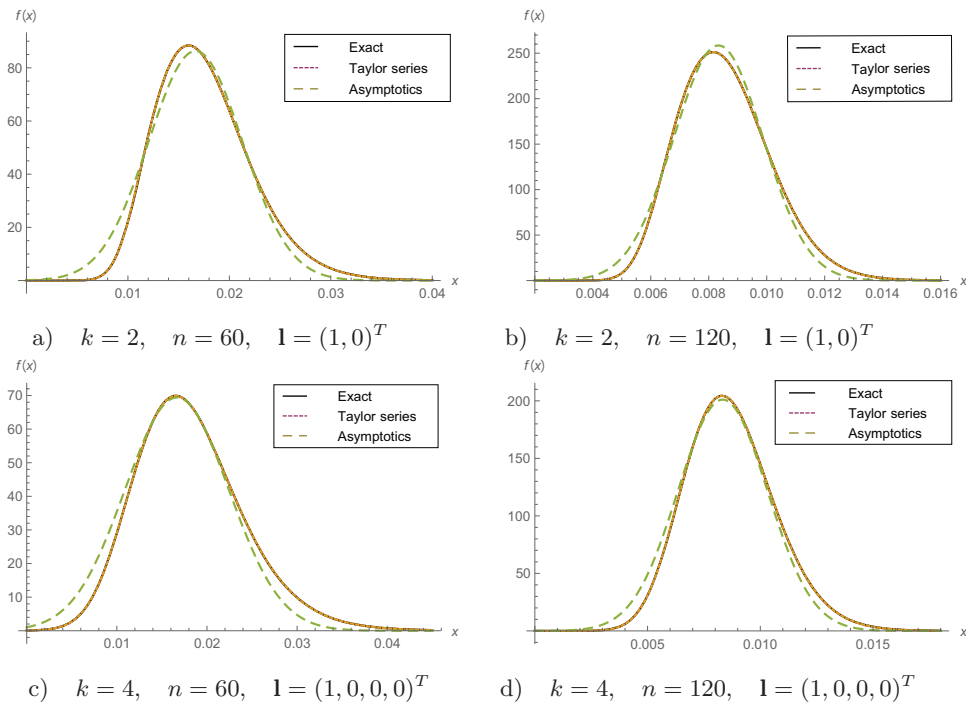 f(x)
80
60
40
20
0.01 0.02 0.03 0.04 x
Exact
Taylor series
Asymptotics
a) k = 2, n = 60, l = (1, 0)^T
f(x)
250
200
150
100
50
0.004 0.006 0.008 0.010 0.012 0.014 0.016 x
Exact
Taylor series
Asymptotics
b) k = 2, n = 120, l = (1, 0)^T
f(x)
70
60
50
40
30
20
10
0.01 0.02 0.03 0.04 x
Exact
Taylor series
Asymptotics
c) k = 4, n = 60, l = (1, 0, 0, 0)^T
f(x)
200
150
100
50
0.005 0.010 0.015 x
Exact
Taylor series
Asymptotics
d) k = 4, n = 120, l = (1, 0, 0, 0)^T